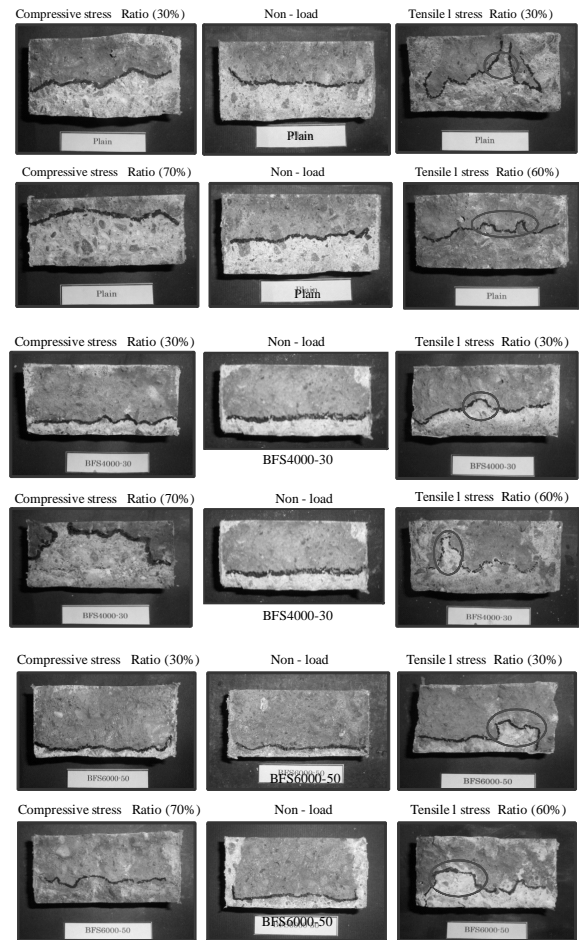 Compressive stress Ratio (30%) Non - load Tensile l stress Ratio (30%)
Plain Plain Plain
Compressive stress Ratio (70%) Non - load Tensile l stress Ratio (60%)
Plain Plain Plain
Compressive stress Ratio (30%) Non - load Tensile l stress Ratio (30%)
BFS4000-30 BFS4000-30 BFS4000-30
Compressive stress Ratio (70%) Non - load Tensile l stress Ratio (60%)
BFS4000-30 BFS4000-30 BFS4000-30
Compressive stress Ratio (30%) Non - load Tensile l stress Ratio (30%)
BFS6000-50 BFS6000-50 BFS6000-50
Compressive stress Ratio (70%) Non - load Tensile l stress Ratio (60%)
BFS6000-50 BFS6000-50 BFS6000-50